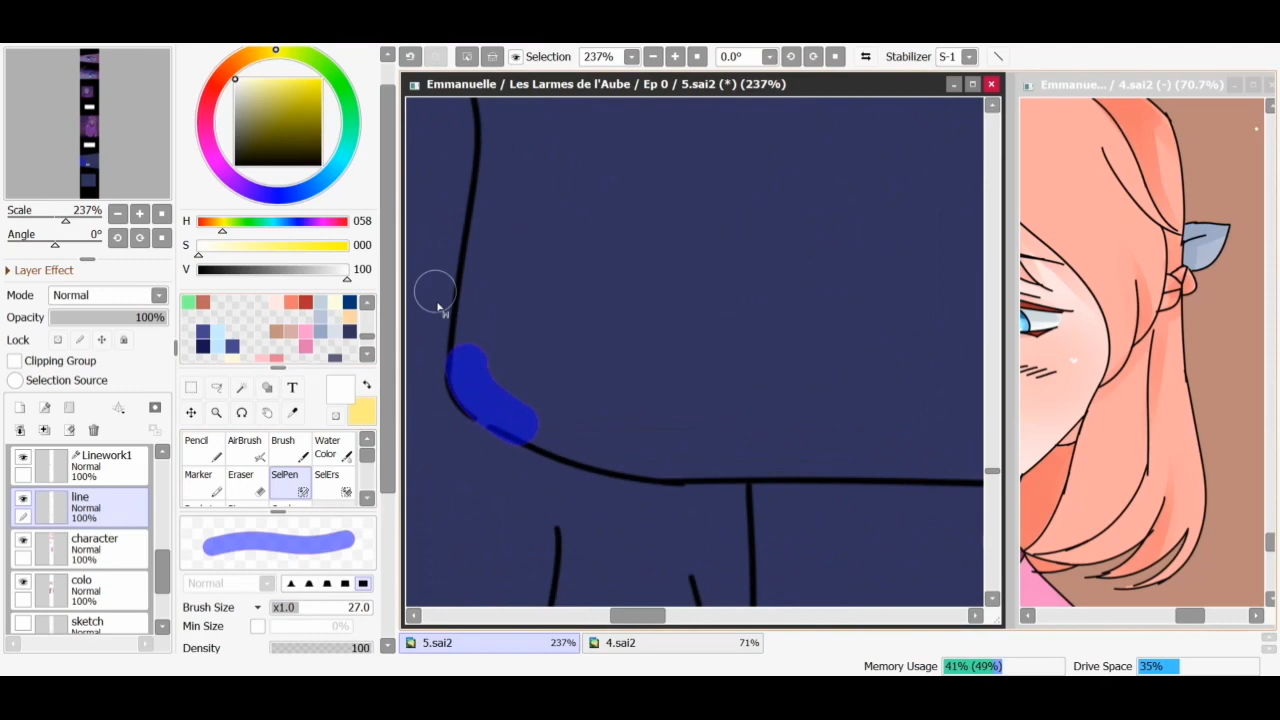 Selection 237% 0.0° Stabilizer S-1
Emmanuelle / Les Larmes de l'Aube / Ep 0 / 5.sai2 (*) (237%)
Emmanue... / 4.sai2 (-) (70.7%)
Scale 237%
Angle 0°
Layer Effect
Mode Normal
Opacity 100%
Lock
Clipping Group
Selection Source
Linework1
Normal
100%
line
Normal
100%
character
Normal
100%
colo
Normal
100%
sketch
Normal
H 058
S 000
V 100
T
Pencil AirBrush Brush Water Color
Marker Eraser SelPen SelErs
Normal
Brush Size x1.0 27.0
Min Size 0%
Density 100
5.sai2 237%
4.sai2 71%
Memory Usage 41% (49%) Drive Space 35%